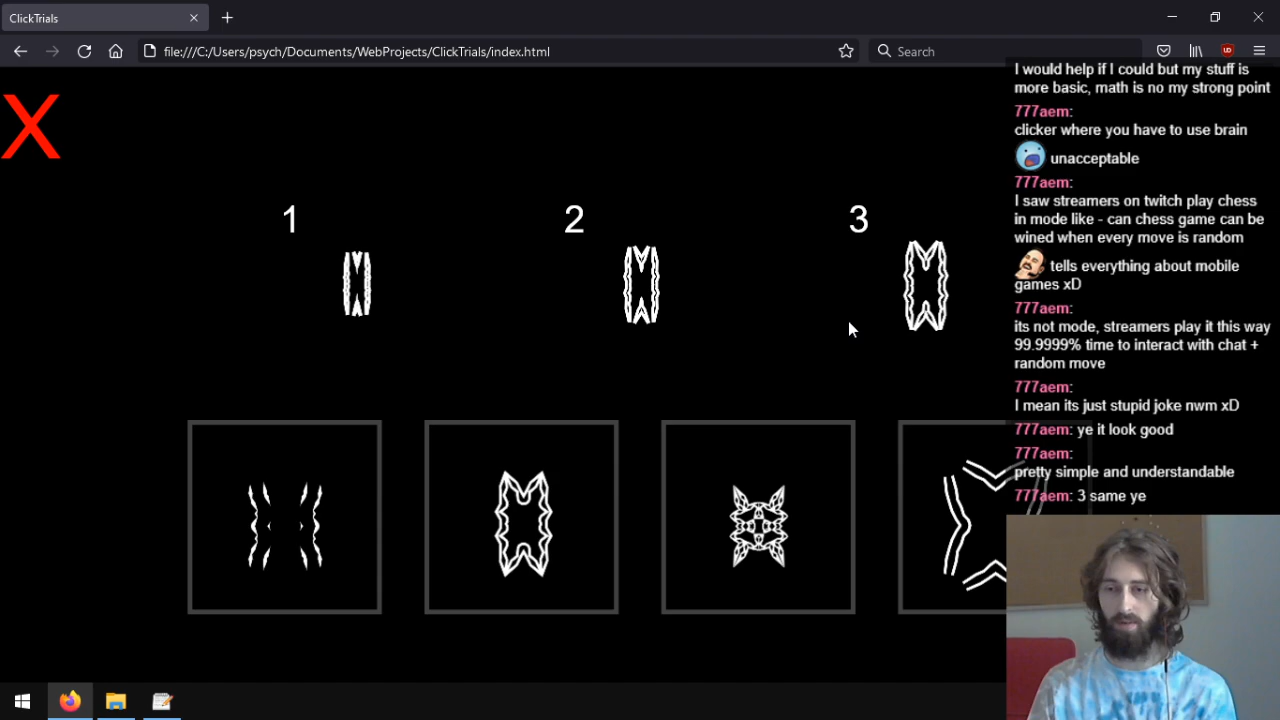 ClickTrials
file:///C:/Users/psych/Documents/WebProjects/ClickTrials/index.html
Search
X
1
2
3
I would help if I could but my stuff is
more basic, math is no my strong point
777aem:
clicker where you have to use brain
unacceptable
777aem:
I saw streamers on twitch play chess
in mode like - can chess game can be
wined when every move is random
tells everything about mobile
games xD
777aem:
its not mode, streamers play it this way
99.9999% time to interact with chat +
random move
777aem:
I mean its just stupid joke nwm xD
777aem: ye it look good
777aem:
pretty simple and understandable
777aem: 3 same ye